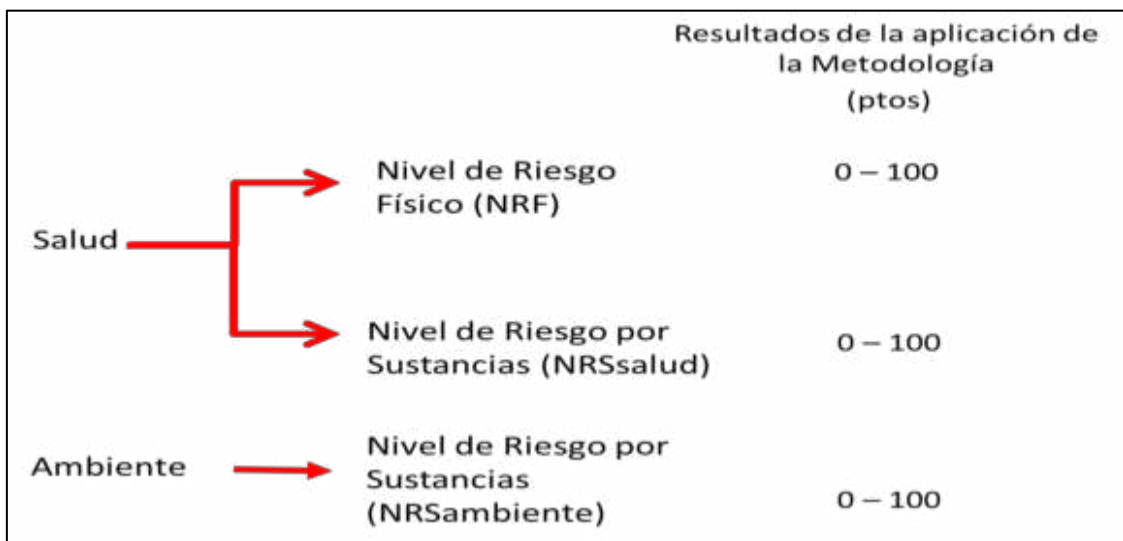 Resultados de la aplicación de
la Metodología
(ptos)
Nivel de Riesgo
Físico (NRF)
0 – 100
Salud
Nivel de Riesgo por
Sustancias (NRSsalud)
0 – 100
Ambiente
Nivel de Riesgo por
Sustancias
(NRSambiente)
0 – 100